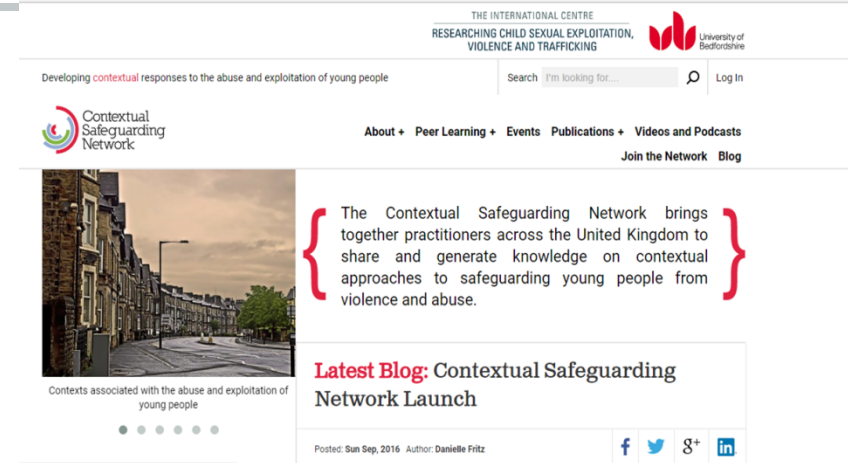 THE INTERNATIONAL CENTRE
RESEARCHING CHILD SEXUAL EXPLOITATION,
VIOLENCE AND TRAFFICKING
University of
Bedfordshire
Developing contextual responses to the abuse and exploitation of young people
Search I'm looking for.... Log In
Contextual
Safeguarding
Network
About + Peer Learning + Events Publications + Videos and Podcasts
Join the Network Blog
The Contextual Safeguarding Network brings
together practitioners across the United Kingdom to
share and generate knowledge on contextual
approaches to safeguarding young people from
violence and abuse.
Contexts associated with the abuse and exploitation of
young people
Latest Blog: Contextual Safeguarding
Network Launch
Posted: Sun Sep, 2016 Author: Danielle Fritz
f g+ in